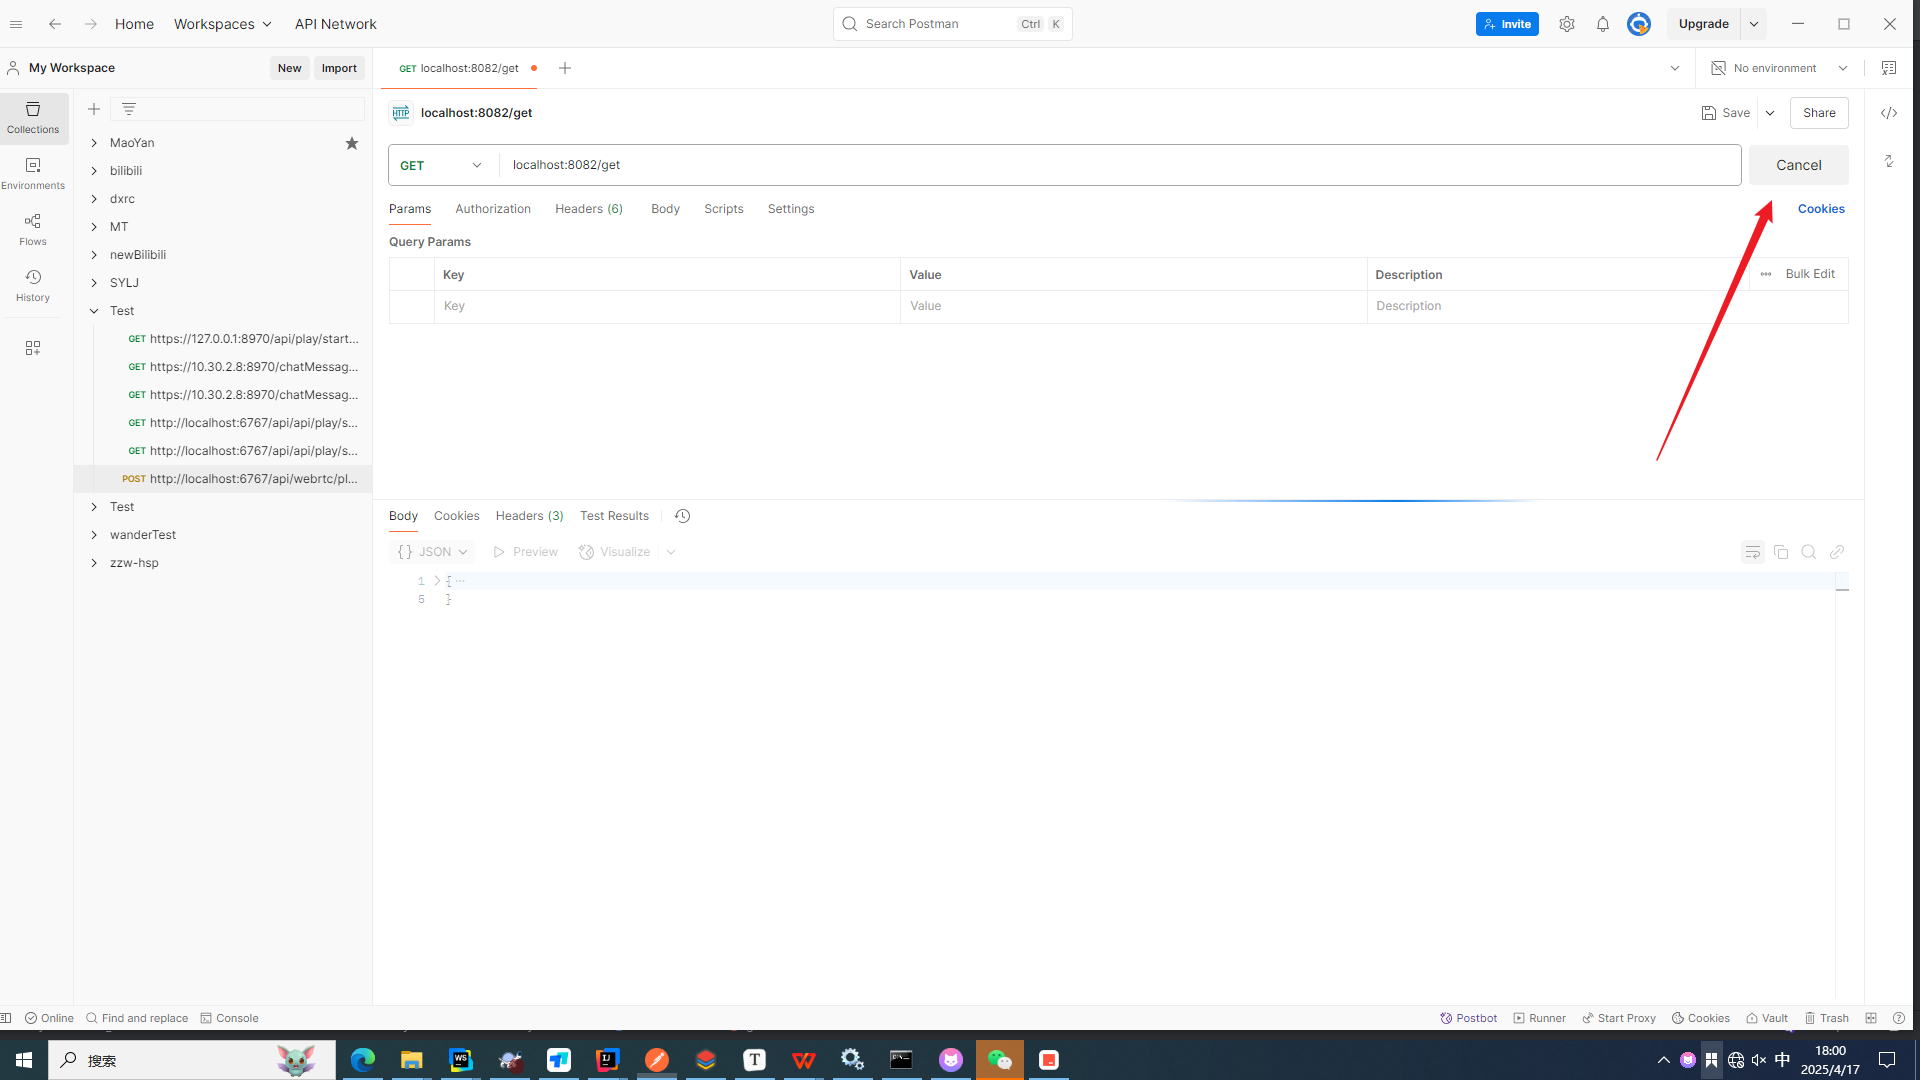 Home
Workspaces
API Network
Search Postman
Ctrl K
Invite
Upgrade
My Workspace
New
Import
GET localhost:8082/get
No environment
Collections
Environments
Flows
History
MaoYan
bilibili
dxrc
MT
newBilibili
SYLJ
Test
GET https://127.0.0.1:8970/api/play/start...
GET https://10.30.2.8:8970/chatMessag...
GET https://10.30.2.8:8970/chatMessag...
GET http://localhost:6767/api/api/play/s...
GET http://localhost:6767/api/api/play/s...
POST http://localhost:6767/api/webrtc/pl...
Test
wanderTest
zzw-hsp
HTTP localhost:8082/get
Save
Share
GET
localhost:8082/get
Cancel
Params
Authorization
Headers (6)
Body
Scripts
Settings
Cookies
Query Params
Key
Value
Description
Bulk Edit
Key
Value
Description
Body
Cookies
Headers (3)
Test Results
{} JSON
Preview
Visualize
1 { ...
5 }
Online
Find and replace
Console
Postbot
Runner
Start Proxy
Cookies
Vault
Trash
搜索
WS
IJ
T
中
18:00
2025/4/17